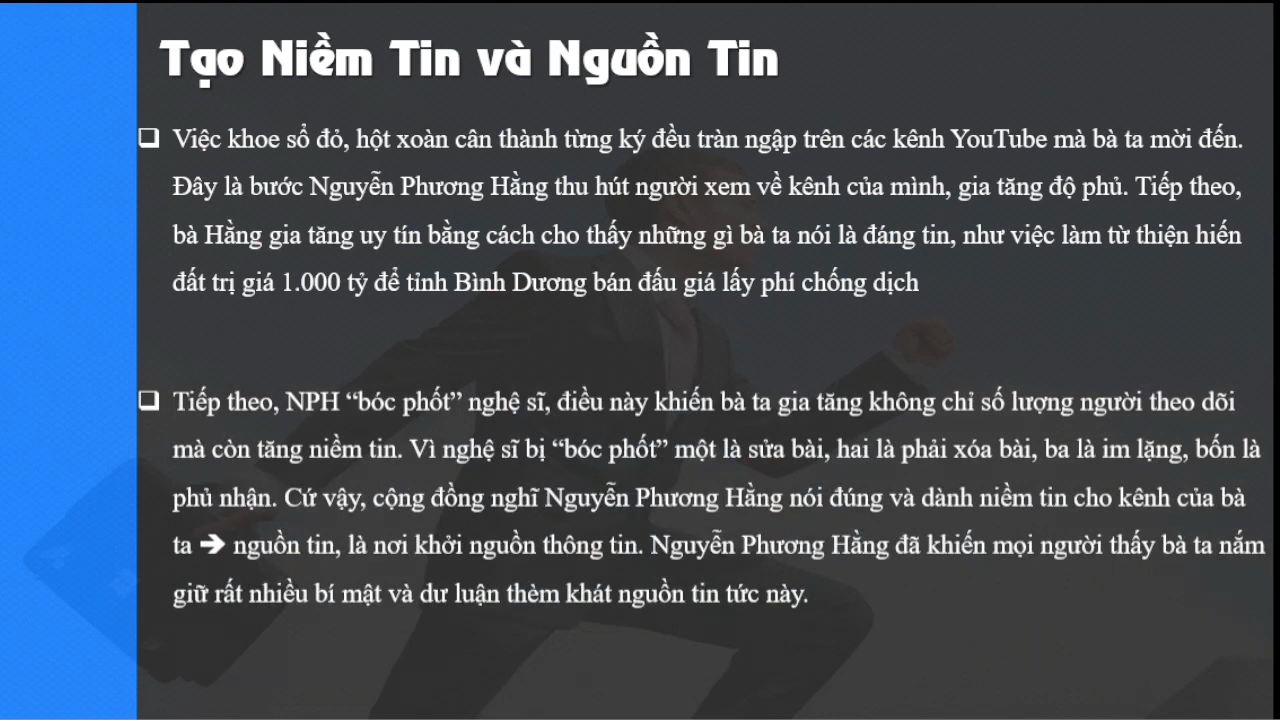 Tạo Niềm Tin và Nguồn Tin
❑ Việc khoe sổ đỏ, hột xoàn cân thành từng ký đều tràn ngập trên các kênh YouTube mà bà ta mời đến.
Đây là bước Nguyễn Phương Hằng thu hút người xem về kênh của mình, gia tăng độ phủ. Tiếp theo,
bà Hằng gia tăng uy tín bằng cách cho thấy những gì bà ta nói là đáng tin, như việc làm từ thiện hiến
đất trị giá 1.000 tỷ để tỉnh Bình Dương bán đấu giá lấy phí chống dịch
❑ Tiếp theo, NPH “bóc phốt” nghệ sĩ, điều này khiến bà ta gia tăng không chỉ số lượng người theo dõi
mà còn tăng niềm tin. Vì nghệ sĩ bị “bóc phốt” một là sửa bài, hai là phải xóa bài, ba là im lặng, bốn là
phủ nhận. Cứ vậy, cộng đồng nghĩ Nguyễn Phương Hằng nói đúng và dành niềm tin cho kênh của bà
ta ➔ nguồn tin, là nơi khởi nguồn thông tin. Nguyễn Phương Hằng đã khiến mọi người thấy bà ta nắm
giữ rất nhiều bí mật và dư luận thèm khát nguồn tin tức này.